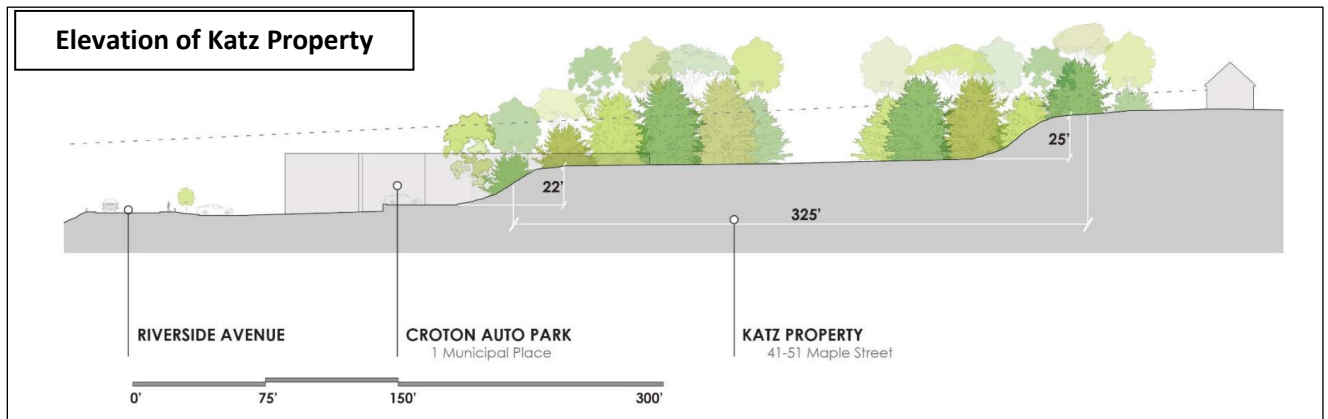 Elevation of Katz Property
25'
22'
325'
RIVERSIDE AVENUE
CROTON AUTO PARK
1 Municipal Place
KATZ PROPERTY
41-51 Maple Street
0'
75'
150'
300'